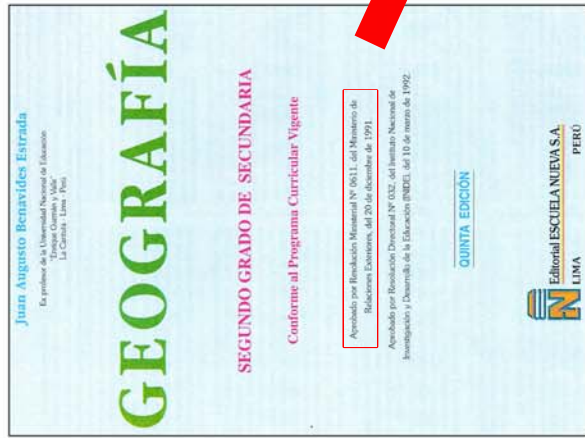 Juan Augusto Benavides Estrada
Ex profesor de la Universidad Nacional de Educación
"Enrique Guzmán y Valle"
La Cantuta - Lima - Perú
GEOGRAFÍA
SEGUNDO GRADO DE SECUNDARIA
Conforme al Programa Curricular Vigente
Aprobado por Resolución Ministerial Nº 0611, del Ministerio de
Relaciones Exteriores, del 20 de diciembre de 1991.
Aprobado por Resolución Directoral Nº 032, del Instituto Nacional de
Investigación y Desarrollo de la Educación (INIDE), del 10 de marzo de 1992.
QUINTA EDICIÓN
Editorial ESCUELA NUEVA S.A.
LIMA PERÚ